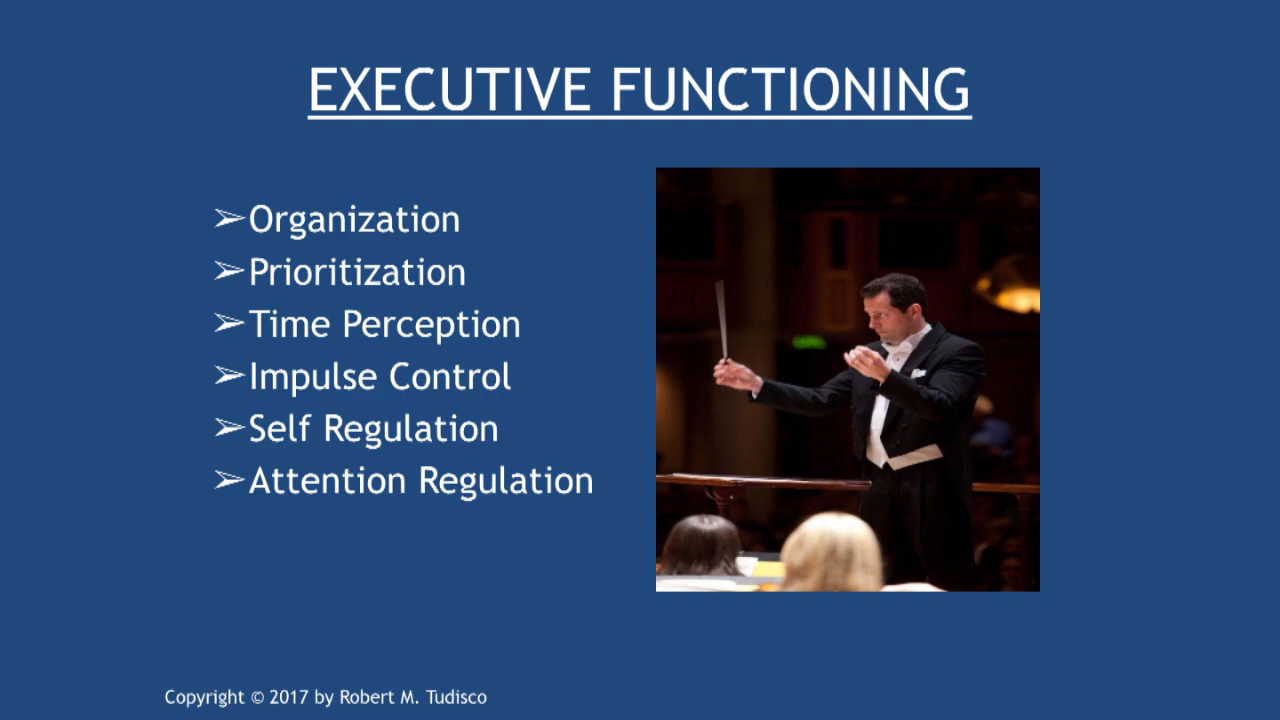 EXECUTIVE FUNCTIONING
➢Organization
➢Prioritization
➢Time Perception
➢Impulse Control
➢Self Regulation
➢Attention Regulation
Copyright © 2017 by Robert M. Tudisco